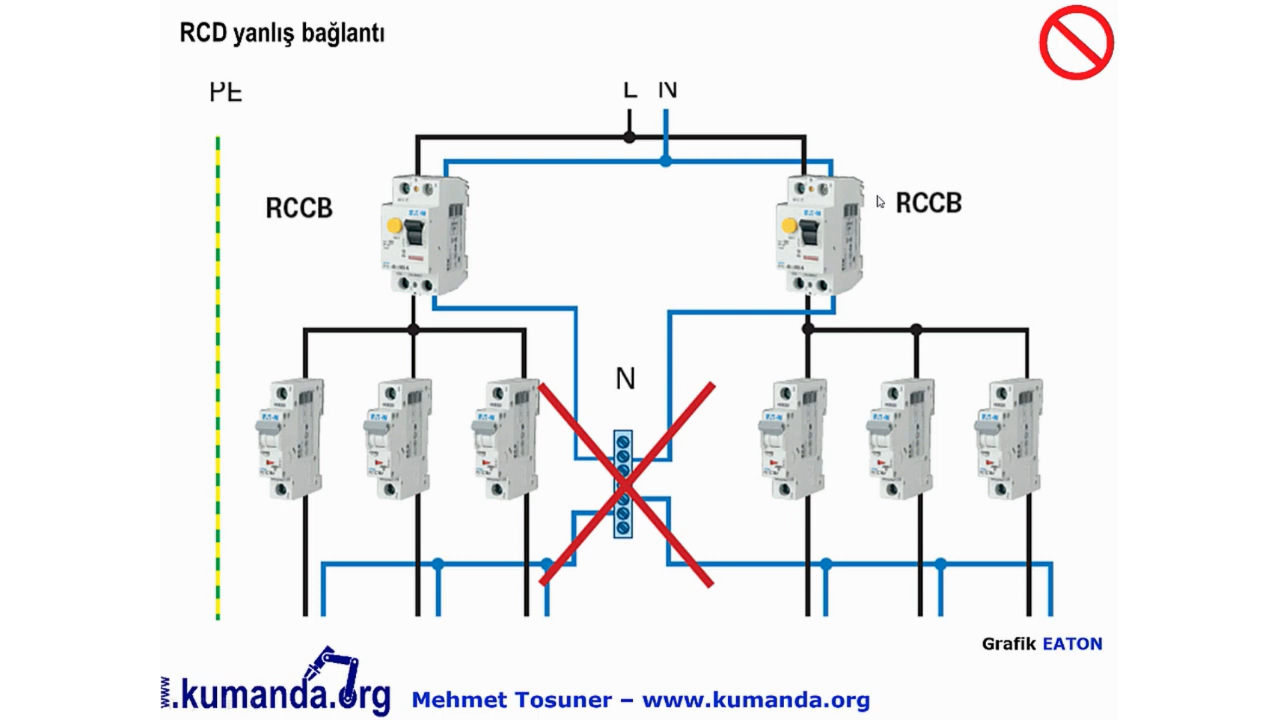 RCD yanlış bağlantı
PE
L N
RCCB
RCCB
N
Grafik EATON
www.kumanda.org
Mehmet Tosuner – www.kumanda.org